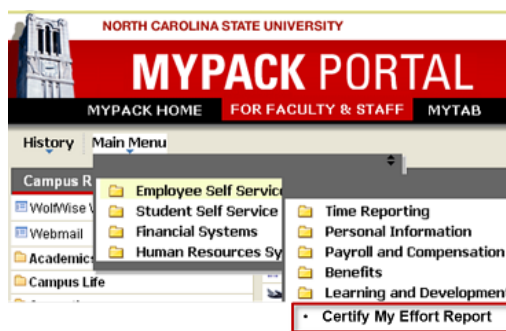 NORTH CAROLINA STATE UNIVERSITY
MYPACK PORTAL
MYPACK HOME FOR FACULTY & STAFF MYTAB
History Main Menu
Campus R
WolfWise
Webmail
Academics
Campus Life
Employee Self Service
Student Self Service
Financial Systems
Human Resources Sy
Time Reporting
Personal Information
Payroll and Compensation
Benefits
Learning and Development
Certify My Effort Report